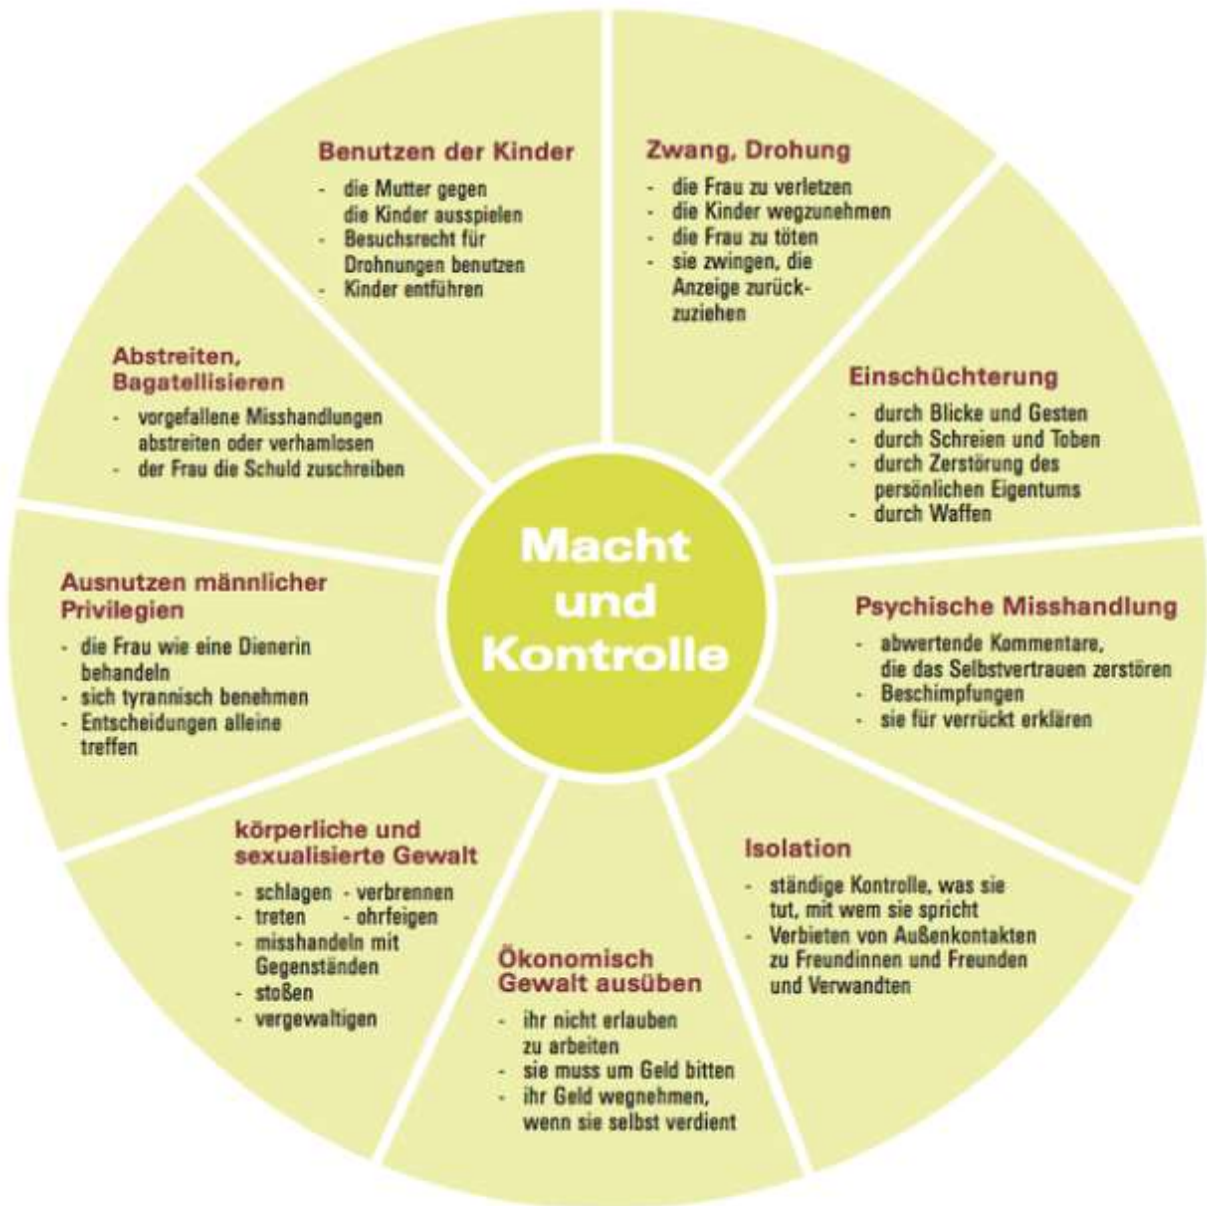 Benutzen der Kinder
- die Mutter gegen
die Kinder ausspielen
- Besuchsrecht für
Drohnungen benutzen
- Kinder entführen
Zwang, Drohung
- die Frau zu verletzen
- die Kinder wegzunehmen
- die Frau zu töten
- sie zwingen, die
Anzeige zurück-
zuziehen
Einschüchterung
- durch Blicke und Gesten
- durch Schreien und Toben
- durch Zerstörung des
persönlichen Eigentums
- durch Waffen
Psychische Misshandlung
- abwertende Kommentare,
die das Selbstvertrauen zerstören
- Beschimpfungen
- sie für verrückt erklären
Isolation
- ständige Kontrolle, was sie
tut, mit wem sie spricht
- Verbieten von Außenkontakten
zu Freundinnen und Freunden
und Verwandten
Ökonomisch
Gewalt ausüben
- ihr nicht erlauben
zu arbeiten
- sie muss um Geld bitten
- ihr Geld wegnehmen,
wenn sie selbst verdient
körperliche und
sexualisierte Gewalt
- schlagen - verbrennen
- treten - ohrfeigen
- misshandeln mit
Gegenständen
- stoßen
- vergewaltigen
Ausnutzen männlicher
Privilegien
- die Frau wie eine Dienerin
behandeln
- sich tyrannisch benehmen
- Entscheidungen alleine
treffen
Abstreiten,
Bagatellisieren
- vorgefallene Misshandlungen
abstreiten oder verhamlosen
- der Frau die Schuld zuschreiben
Macht
und
Kontrolle